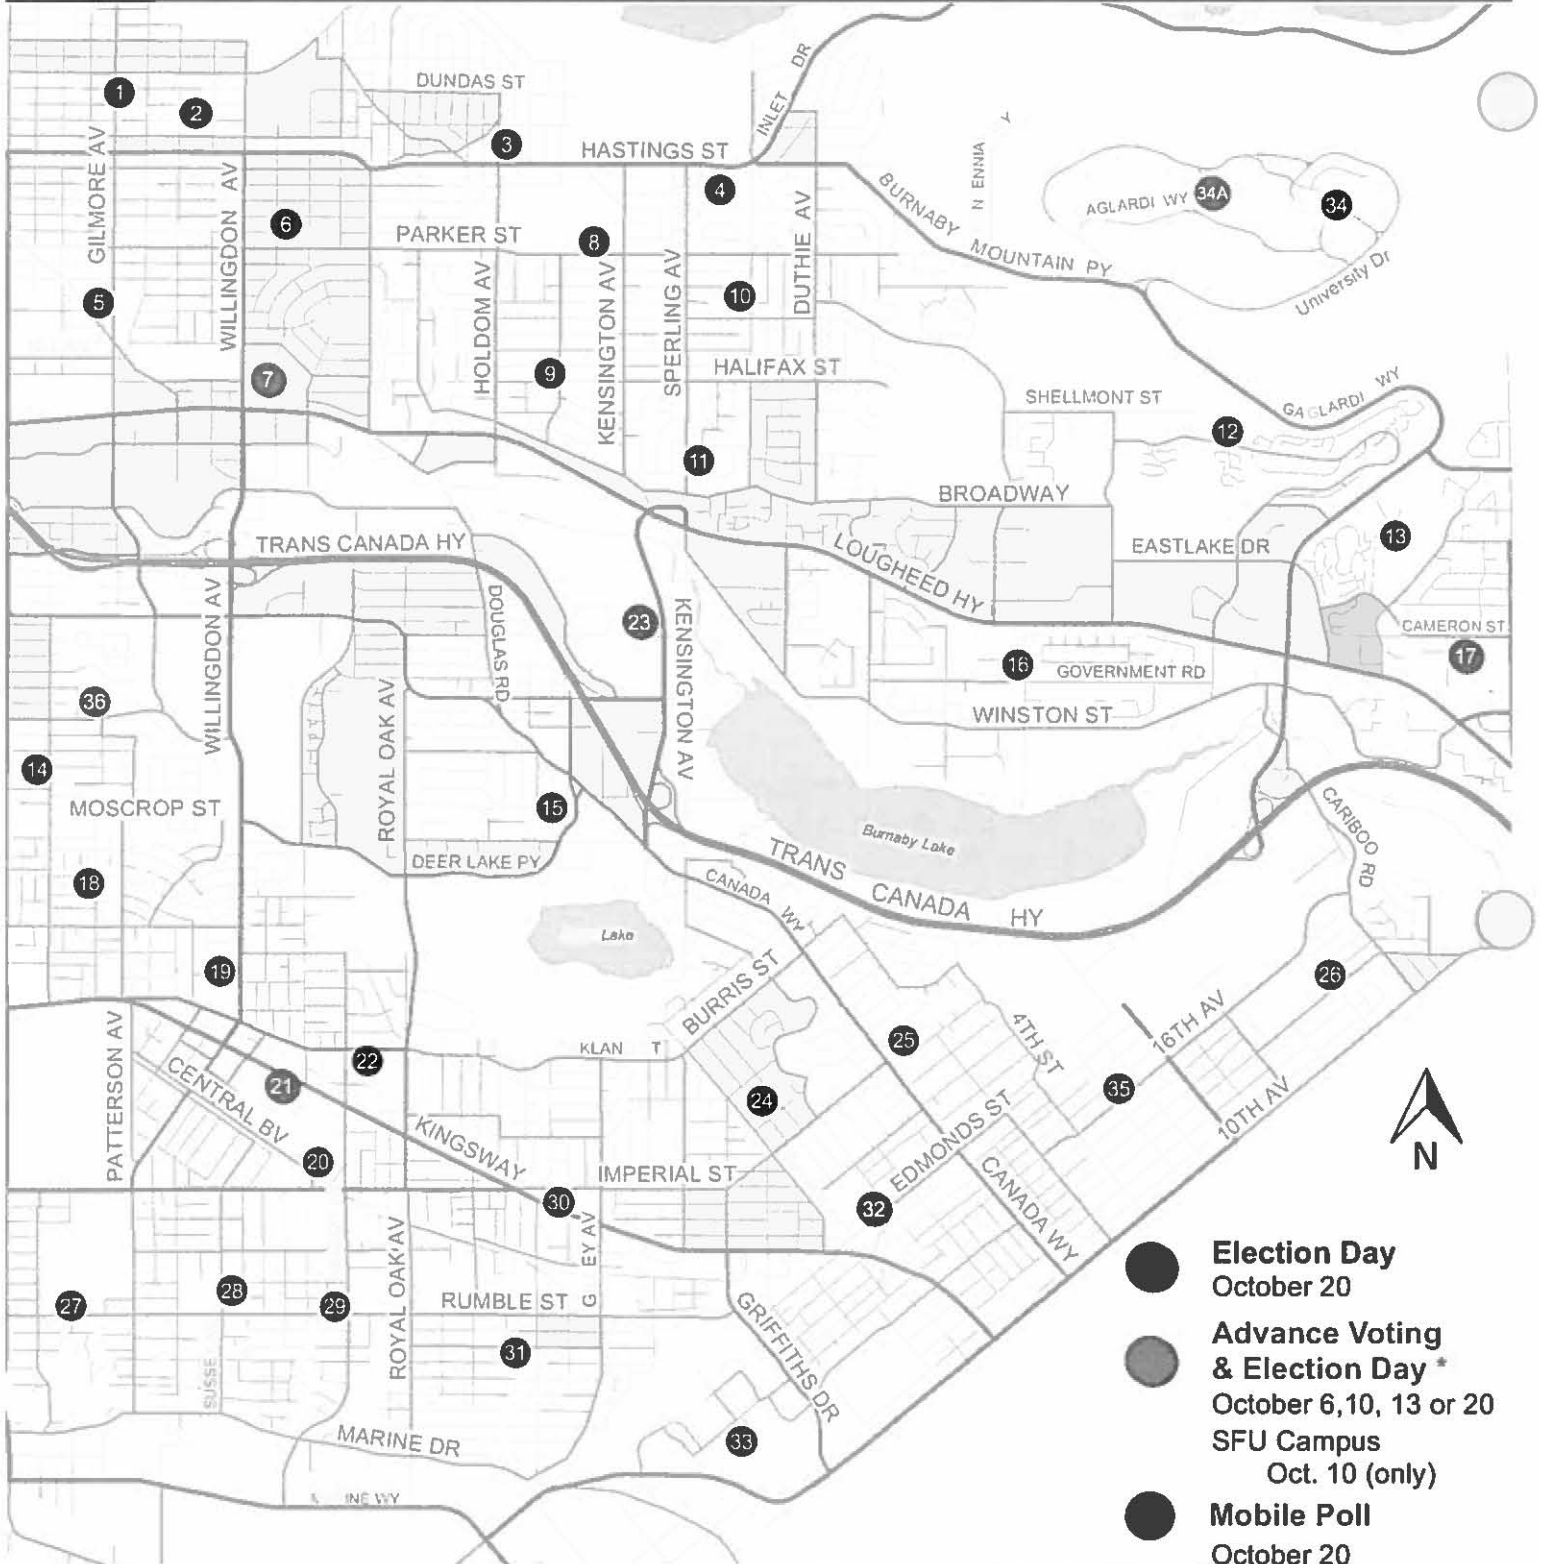 DUNDAS ST
INLET DR
1
2
3
HASTINGS ST
GILMORE AV
WILLINGDON AV
4
BURNABY MOUNTAIN PY
N ENNIA Y
AGLARDI WY
34A
34
6
PARKER ST
8
DUTHIE AV
University Dr
5
HOLDOM AV
KENSINGTON AV
SPERLING AV
10
7
9
HALIFAX ST
SHELLMONT ST
GAGLARDI WY
12
11
BROADWAY
13
TRANS CANADA HY
LOUGHEED HY
EASTLAKE DR
WILLINGDON AV
DOUGLAS RD
23
KENSINGTON AV
CAMERON ST
17
16
GOVERNMENT RD
36
ROYAL OAK AV
WINSTON ST
14
MOSCROP ST
15
Burnaby Lake
CARIBOO RD
DEER LAKE PY
TRANS CANADA HY
18
CANADA WY
Lake
19
BURRIS ST
26
PATTERSON AV
KLAN T
25
4TH ST
16TH AV
22
21
CENTRAL BV
24
35
10TH AV
KINGSWAY
EDMONDS ST
N
20
IMPERIAL ST
CANADA WY
30
32
ROYAL OAK AV
G EY AV
27
28
29
RUMBLE ST
GRIFFITHS DR
31
SUSSE
MARINE DR
33
INE WY
Election Day
October 20
Advance Voting
& Election Day *
October 6,10, 13 or 20
SFU Campus
Oct. 10 (only)
Mobile Poll
October 20